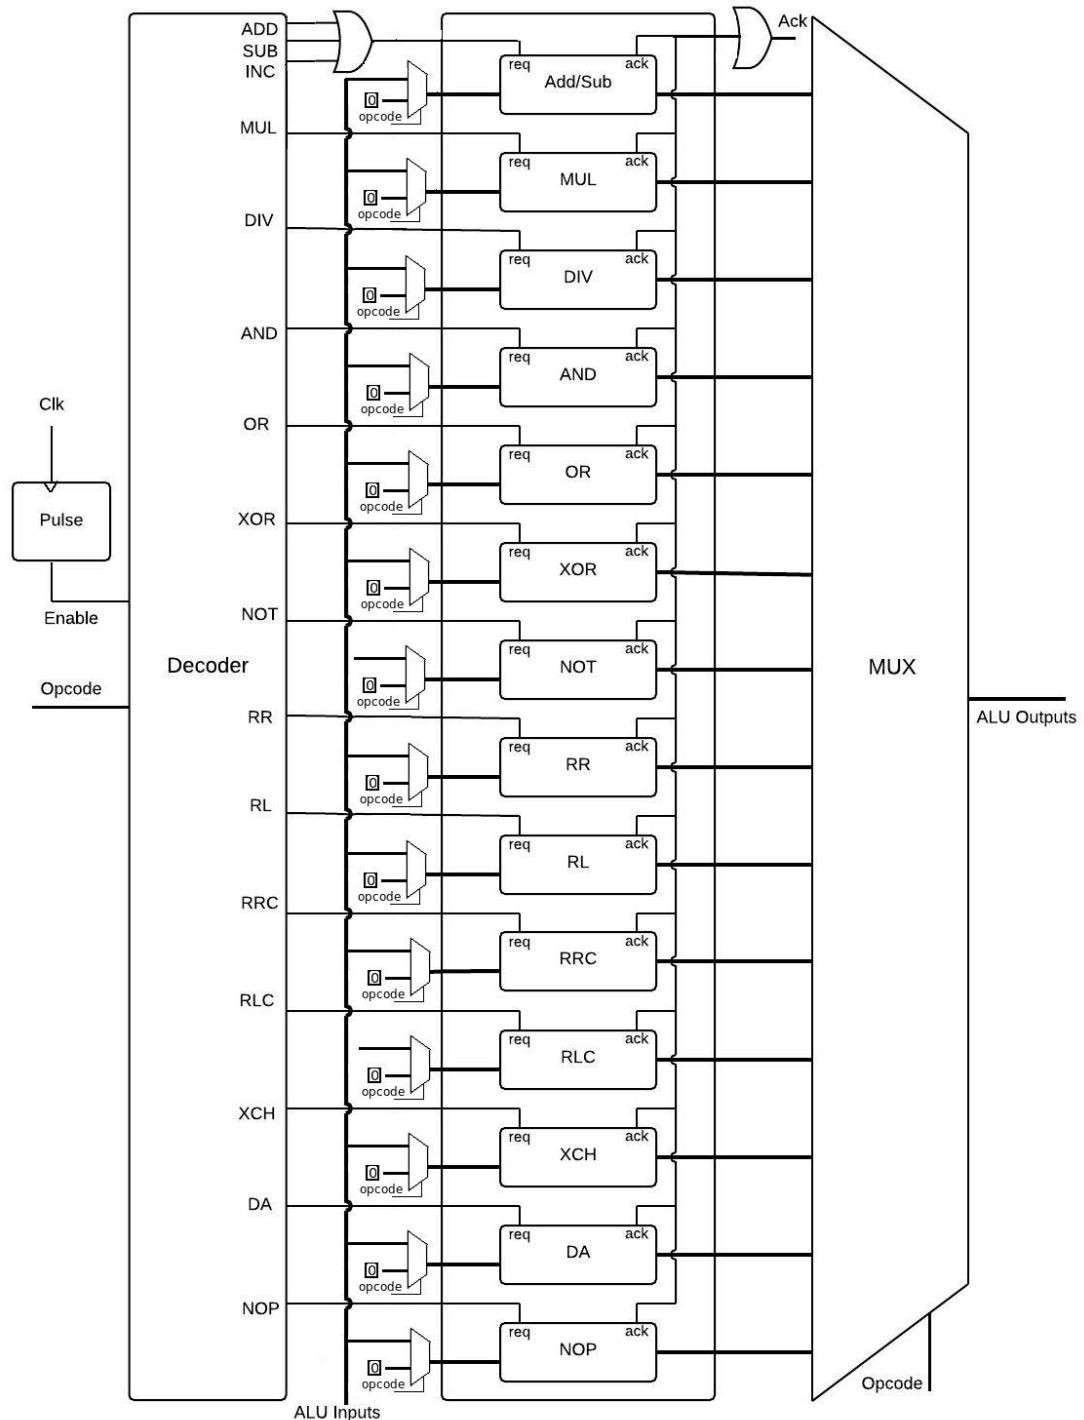 ADD
SUB
INC
req
ack
Add/Sub
Ack
0
opcode
MUL
req
ack
MUL
0
opcode
DIV
req
ack
DIV
0
opcode
AND
req
ack
AND
0
opcode
Clk
OR
req
ack
OR
0
opcode
Pulse
XOR
req
ack
XOR
0
opcode
Enable
NOT
req
ack
NOT
0
opcode
Decoder
MUX
Opcode
ALU Outputs
RR
req
ack
RR
0
opcode
RL
req
ack
RL
0
opcode
RRC
req
ack
RRC
0
opcode
RLC
req
ack
RLC
0
opcode
XCH
req
ack
XCH
0
opcode
DA
req
ack
DA
0
opcode
NOP
req
ack
NOP
0
opcode
Opcode
ALU Inputs